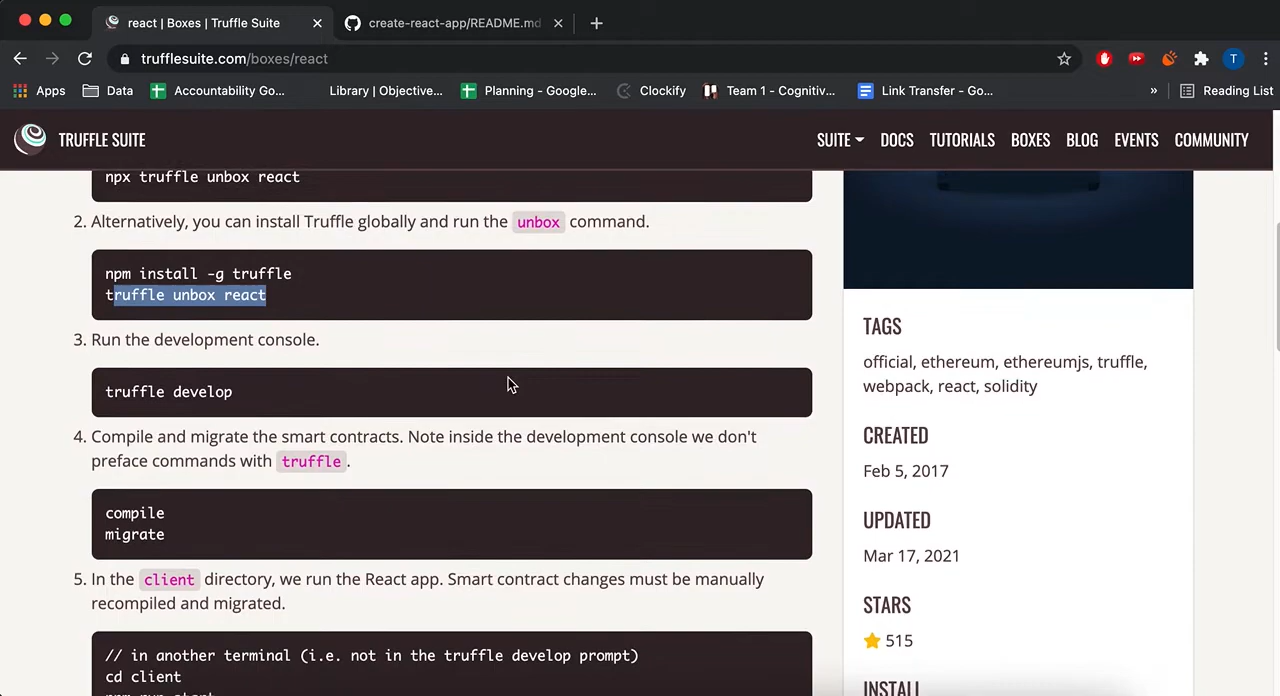 react | Boxes | Truffle Suite
create-react-app/README.md
trufflesuite.com/boxes/react
T
Apps
Data
Accountability Go...
Library | Objective...
Planning - Google...
Clockify
Team 1 - Cognitiv...
Link Transfer - Go...
»
Reading List
TRUFFLE SUITE
SUITE
DOCS
TUTORIALS
BOXES
BLOG
EVENTS
COMMUNITY
npx truffle unbox react
2. Alternatively, you can install Truffle globally and run the unbox command.
npm install -g truffle
truffle unbox react
3. Run the development console.
truffle develop
4. Compile and migrate the smart contracts. Note inside the development console we don't
preface commands with truffle.
compile
migrate
5. In the client directory, we run the React app. Smart contract changes must be manually
recompiled and migrated.
// in another terminal (i.e. not in the truffle develop prompt)
cd client
npm run start
TAGS
official, ethereum, ethereumjs, truffle,
webpack, react, solidity
CREATED
Feb 5, 2017
UPDATED
Mar 17, 2021
STARS
515
INSTALL